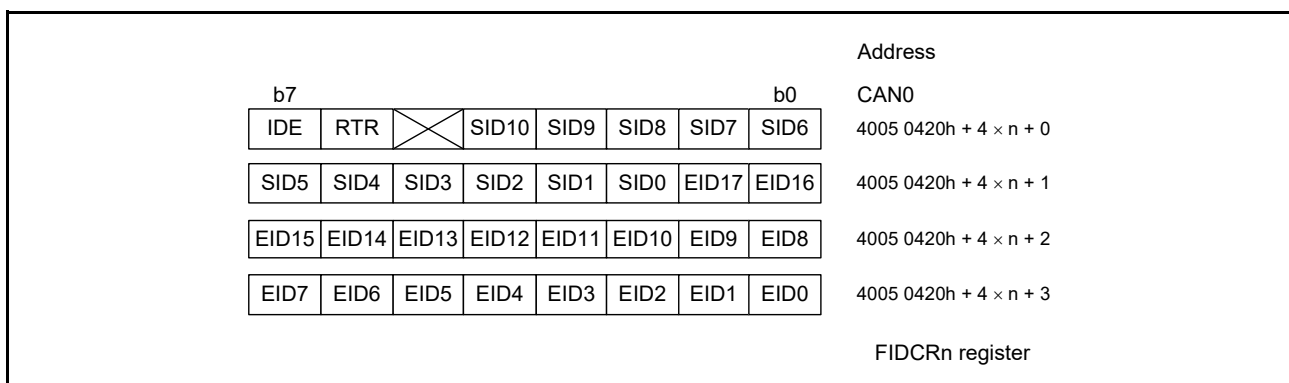 Address
b7 b0 CAN0
IDE RTR SID10 SID9 SID8 SID7 SID6 4005 0420h + 4 × n + 0
SID5 SID4 SID3 SID2 SID1 SID0 EID17 EID16 4005 0420h + 4 × n + 1
EID15 EID14 EID13 EID12 EID11 EID10 EID9 EID8 4005 0420h + 4 × n + 2
EID7 EID6 EID5 EID4 EID3 EID2 EID1 EID0 4005 0420h + 4 × n + 3
FIDCRn register